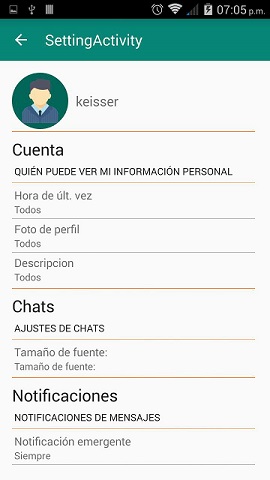 07:05 p.m.
SettingActivity
keisser
Cuenta
QUIÉN PUEDE VER MI INFORMACIÓN PERSONAL
Hora de últ. vez
Todos
Foto de perfil
Todos
Descripcion
Todos
Chats
AJUSTES DE CHATS
Tamaño de fuente:
Tamaño de fuente:
Notificaciones
NOTIFICACIONES DE MENSAJES
Notificación emergente
Siempre